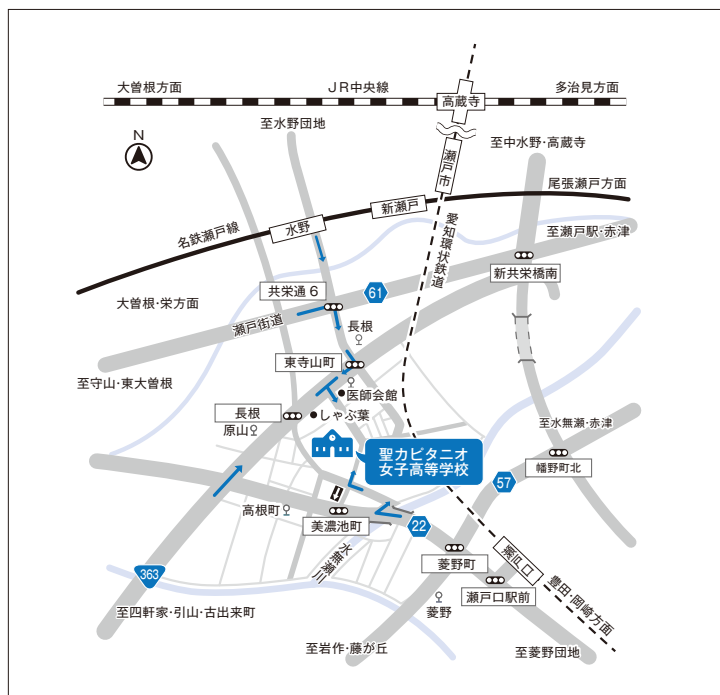 大曽根方面
JR中央線
多治見方面
高蔵寺
至水野団地
N
至中水野・高蔵寺
瀬戸市
尾張瀬戸方面
新瀬戸
水野
名鉄瀬戸線
愛知環状鉄道
至瀬戸駅・赤津
新共栄橋南
共栄通6
61
大曽根・栄方面
瀬戸街道
長根
東寺山町
至守山・東大曽根
医師会館
しゃぶ葉
長根
原山
至水無瀬・赤津
聖カピタニオ
女子高等学校
幡野町北
57
高根町
美濃池町
22
水無瀬川
菱野町
瀬戸口
363
瀬戸口駅前
菱野
豊田・岡崎方面
至四軒家・引山・古出来町
至岩作・藤が丘
至菱野団地